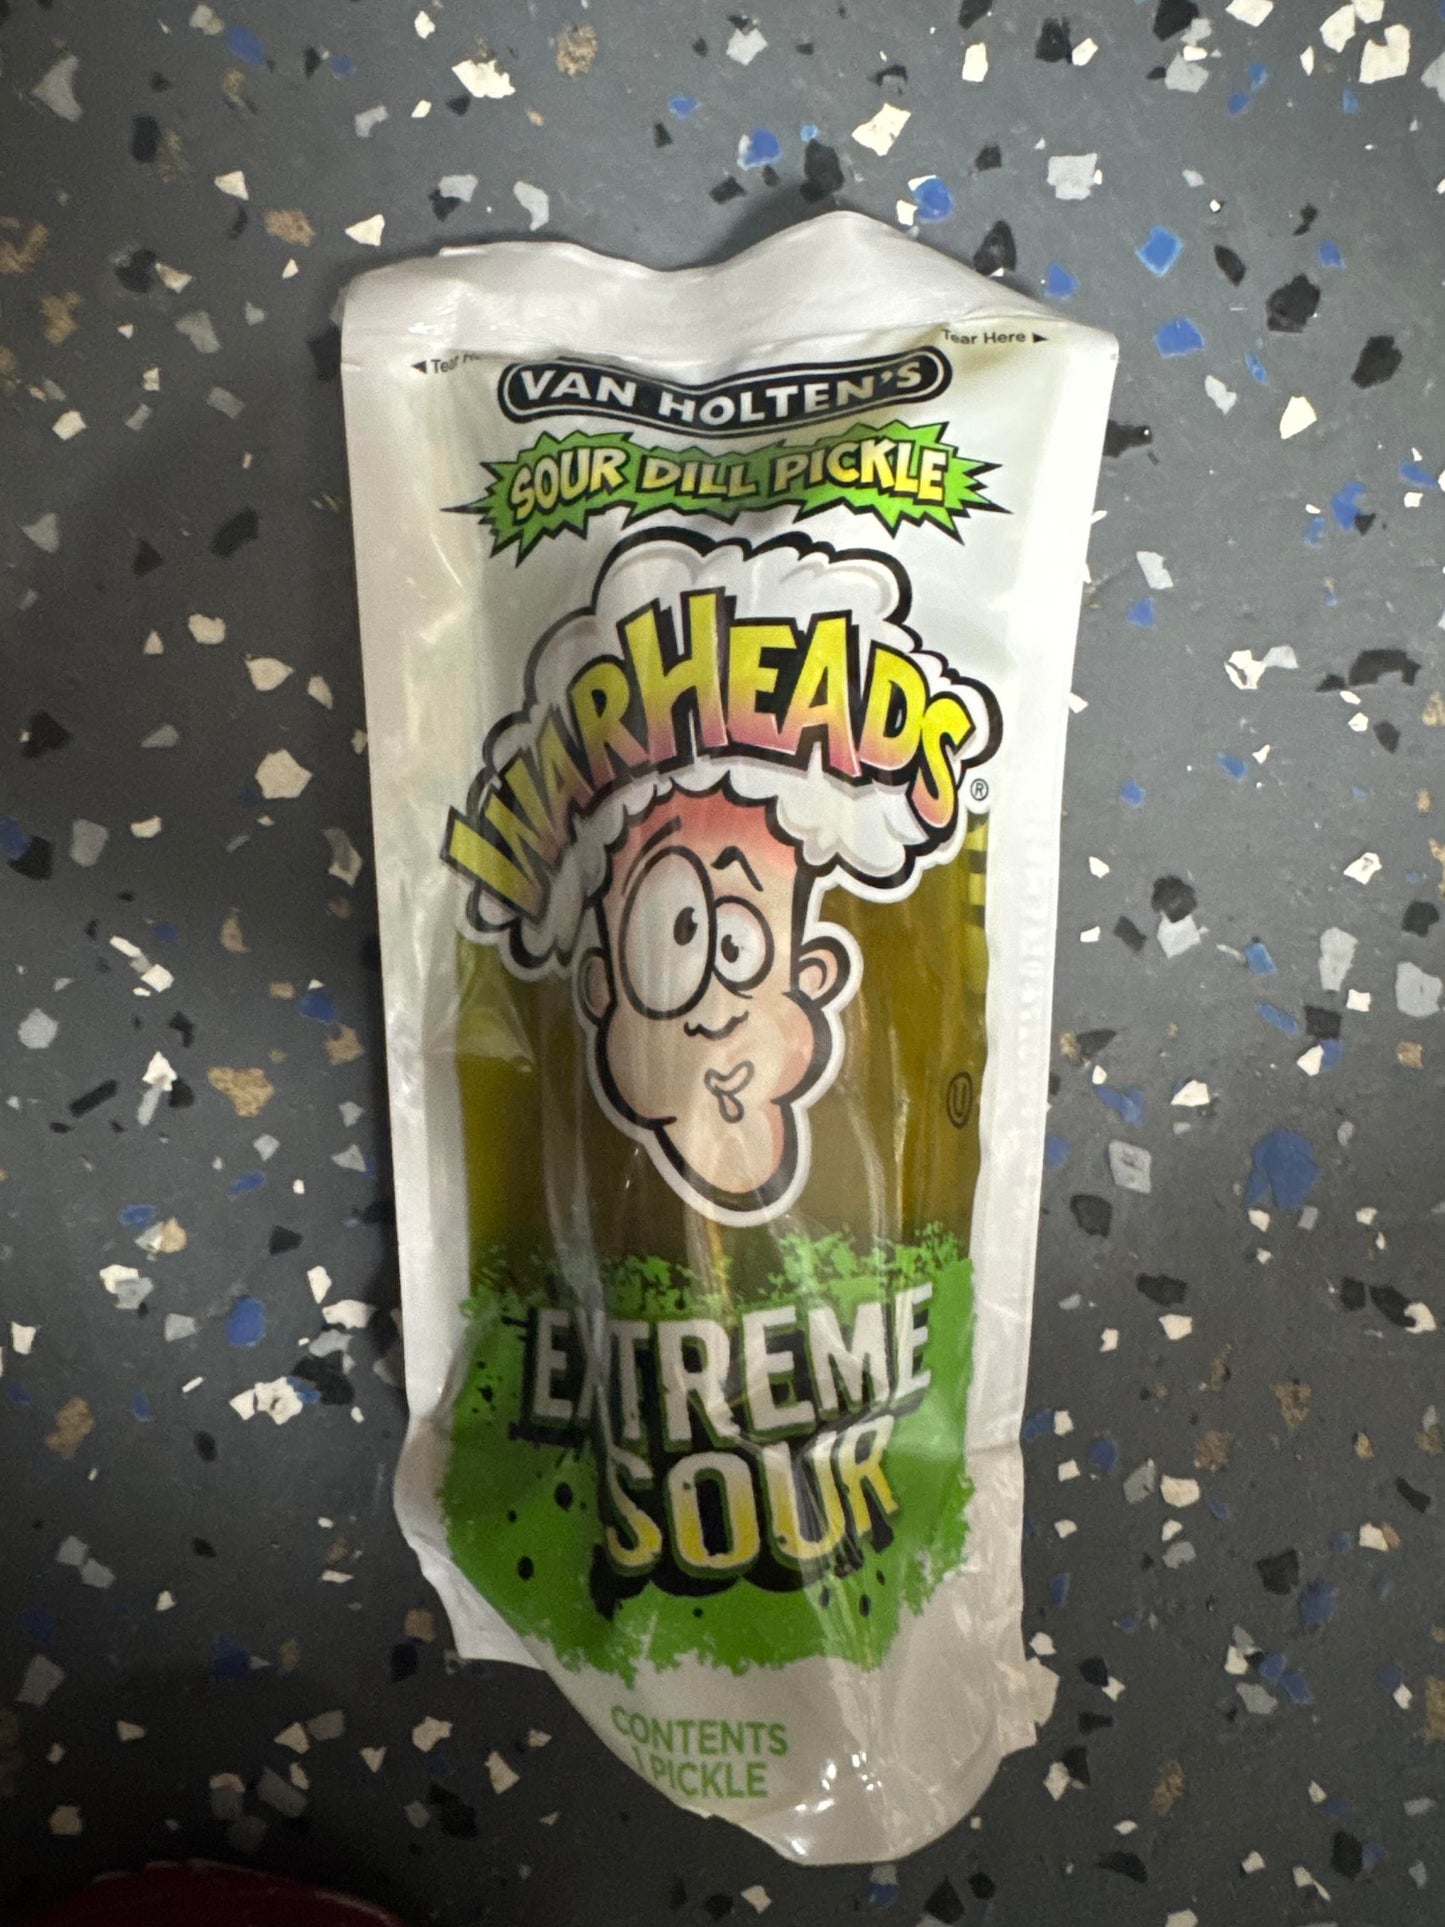 Tear Here
VAN HOLTEN'S
SOUR DILL PICKLE
WARHEADS®
U
EXTREME
SOUR
CONTENTS
1 PICKLE